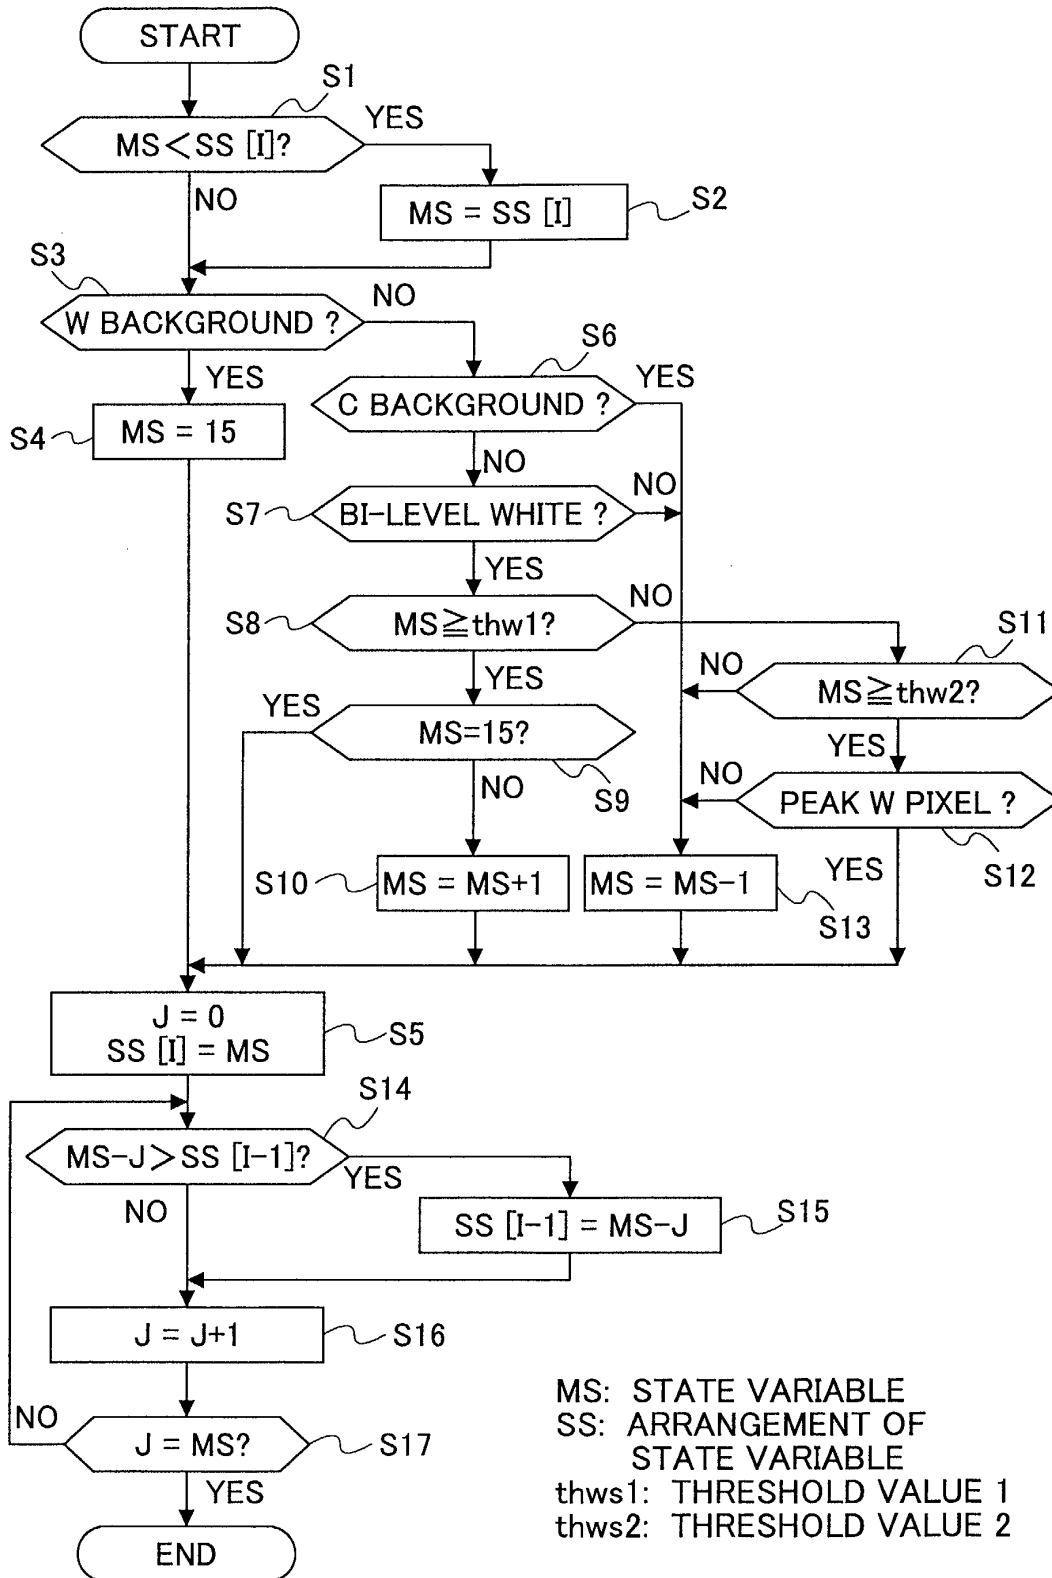 START
S1
MS<SS [I]?
YES
NO
MS = SS [I]
S2
S3
W BACKGROUND ?
NO
YES
S4
MS = 15
S6
C BACKGROUND ?
YES
NO
S7
BI-LEVEL WHITE ?
NO
YES
S8
MS≧thw1?
NO
YES
S11
MS≧thw2?
NO
YES
YES
MS=15?
S9
NO
NO
PEAK W PIXEL ?
S12
YES
S10
MS = MS+1
MS = MS-1
S13
J = 0
SS [I] = MS
S5
S14
MS-J>SS [I-1]?
YES
NO
SS [I-1] = MS-J
S15
J = J+1
S16
NO
J = MS?
S17
YES
END
MS: STATE VARIABLE
SS: ARRANGEMENT OF
STATE VARIABLE
thws1: THRESHOLD VALUE 1
thws2: THRESHOLD VALUE 2